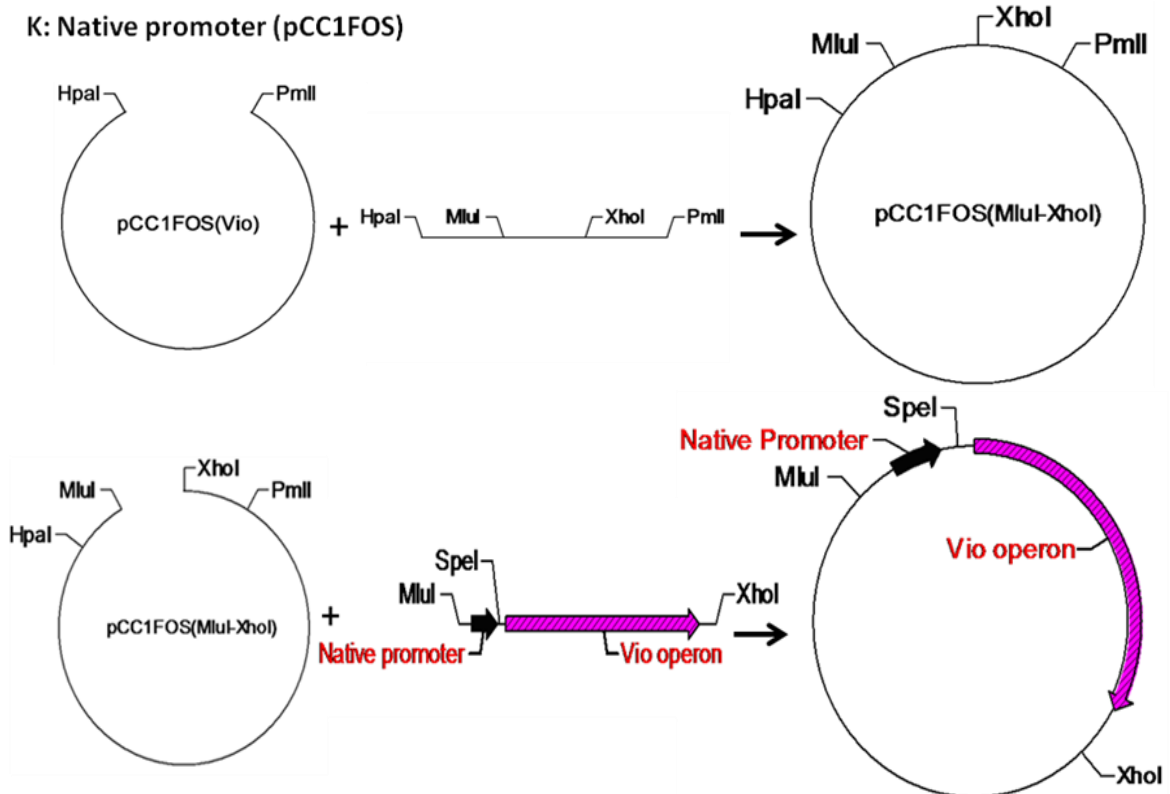 K: Native promoter (pCC1FOS)
HpaI
PmlI
pCC1FOS(Vio)
+
HpaI
MluI
XhoI
PmlI
HpaI
MluI
XhoI
PmlI
pCC1FOS(MluI-XhoI)
HpaI
MluI
XhoI
PmlI
pCC1FOS(MluI-XhoI)
+
MluI
SpeI
XhoI
Native promoter
Vio operon
MluI
Native Promoter
SpeI
Vio operon
XhoI